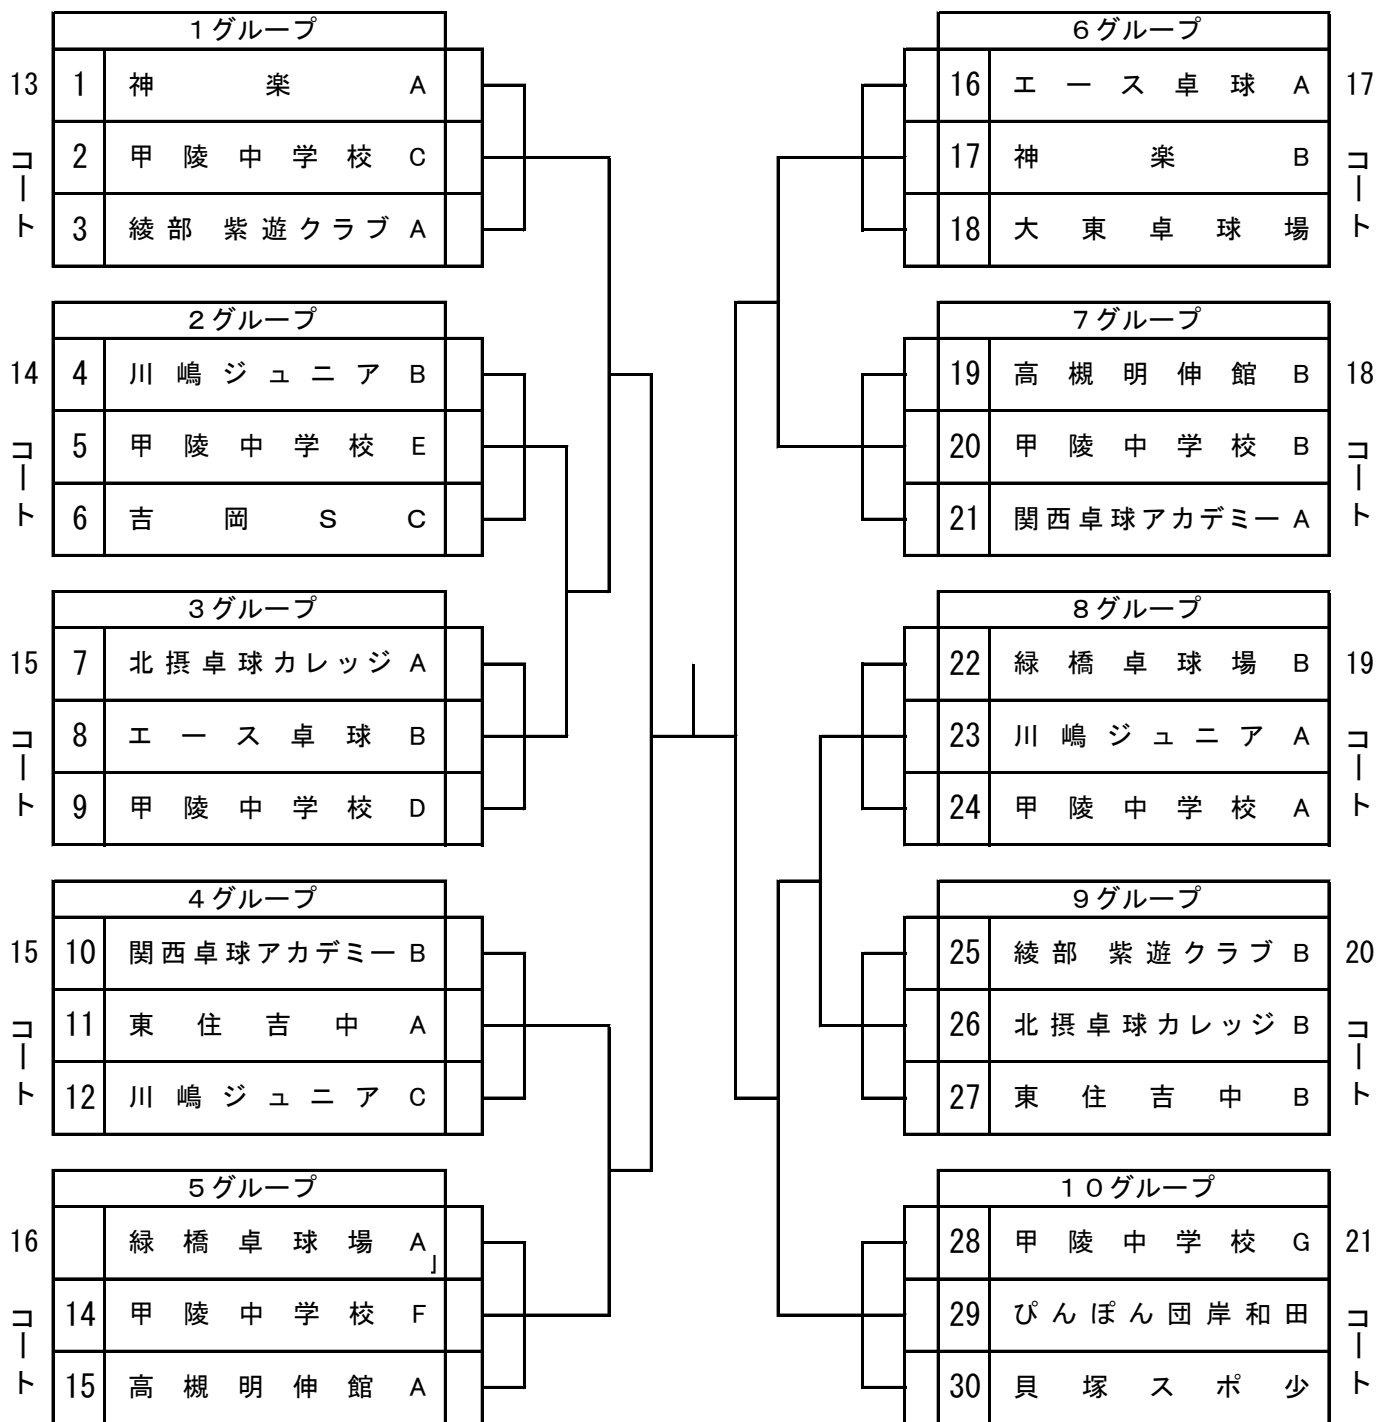 1グループ
13 コート
1 神楽 A
2 甲陵中学校 C
3 綾部 紫遊クラブ A
2グループ
14 コート
4 川嶋ジュニア B
5 甲陵中学校 E
6 吉岡SC
3グループ
15 コート
7 北摂卓球カレッジ A
8 エース卓球 B
9 甲陵中学校 D
4グループ
15 コート
10 関西卓球アカデミー B
11 東住吉中 A
12 川嶋ジュニア C
5グループ
16 コート
緑橋卓球場 A
」
14 甲陵中学校 F
15 高槻明伸館 A
6グループ
17 コート
16 エース卓球 A
17 神楽 B
18 大東卓球場
7グループ
18 コート
19 高槻明伸館 B
20 甲陵中学校 B
21 関西卓球アカデミー A
8グループ
19 コート
22 緑橋卓球場 B
23 川嶋ジュニア A
24 甲陵中学校 A
9グループ
20 コート
25 綾部 紫遊クラブ B
26 北摂卓球カレッジ B
27 東住吉中 B
10グループ
21 コート
28 甲陵中学校 G
29 ぴんぽん団岸和田
30 貝塚スポ少